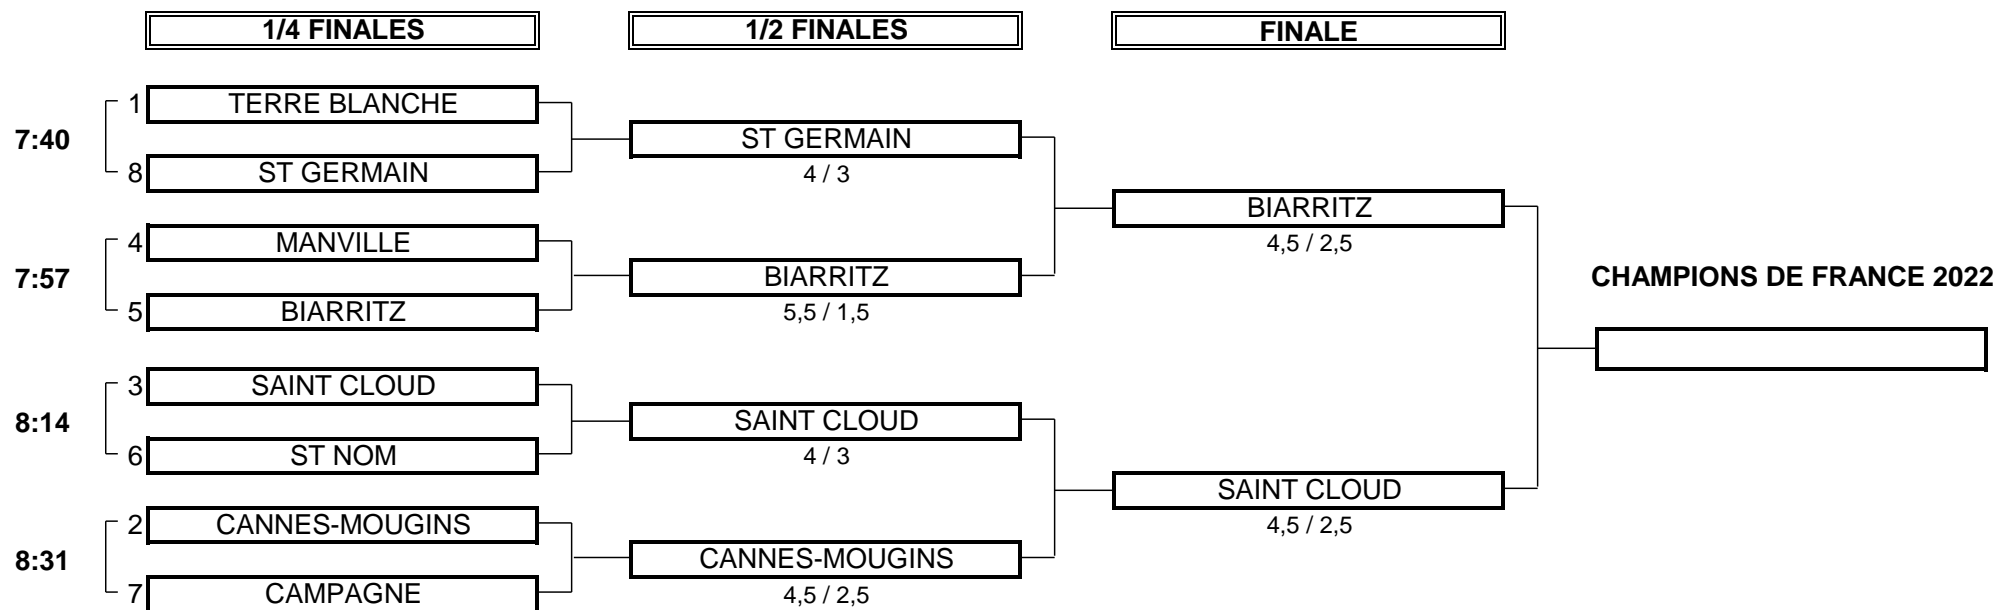 1/4 FINALES
1/2 FINALES
FINALE
7:40
1 TERRE BLANCHE
8 ST GERMAIN
ST GERMAIN
4 / 3
7:57
4 MANVILLE
5 BIARRITZ
BIARRITZ
5,5 / 1,5
BIARRITZ
4,5 / 2,5
8:14
3 SAINT CLOUD
6 ST NOM
SAINT CLOUD
4 / 3
8:31
2 CANNES-MOUGINS
7 CAMPAGNE
CANNES-MOUGINS
4,5 / 2,5
SAINT CLOUD
4,5 / 2,5
CHAMPIONS DE FRANCE 2022